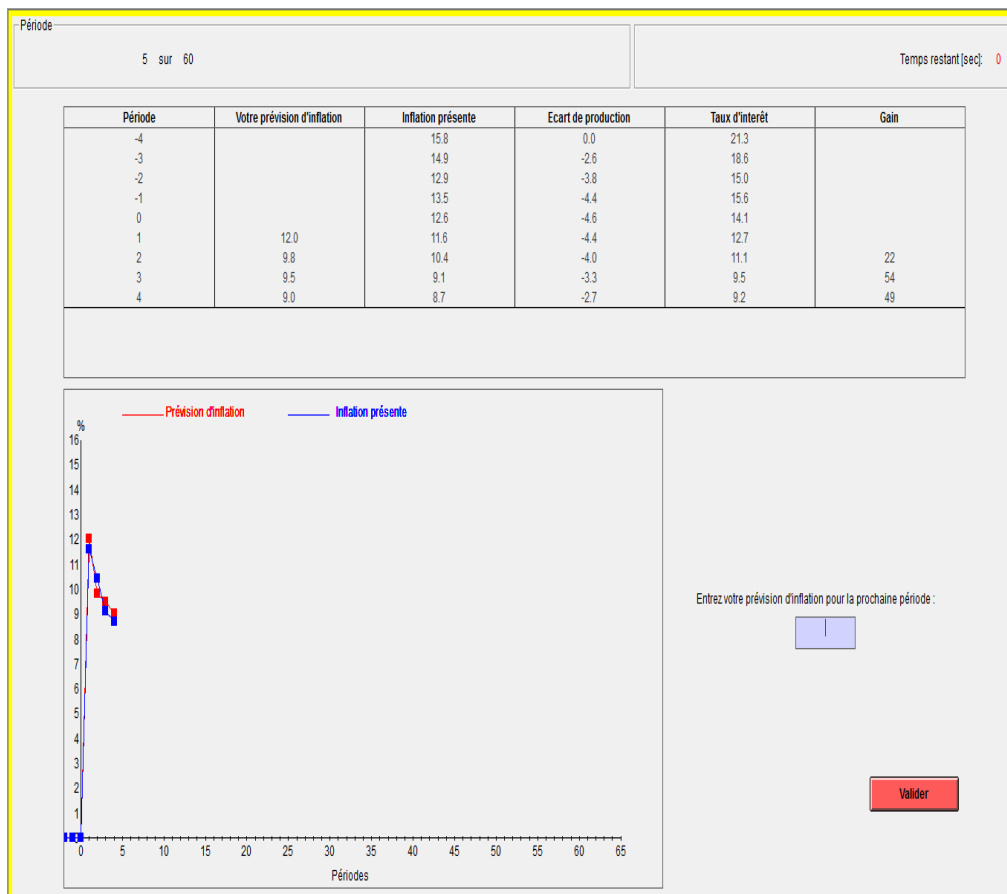 Période
5 sur 60
Temps restant [sec]: 0
Période Votre prévision d'inflation Inflation présente Ecart de production Taux d'interêt Gain
-4 15.8 0.0 21.3
-3 14.9 -2.6 18.6
-2 12.9 -3.8 15.0
-1 13.5 -4.4 15.6
0 12.6 -4.6 14.1
1 12.0 11.6 -4.4 12.7
2 9.8 10.4 -4.0 11.1 22
3 9.5 9.1 -3.3 9.5 54
4 9.0 8.7 -2.7 9.2 49
Prévision d'inflation Inflation présente
%
16
15
14
13
12
11
10
9
8
7
6
5
4
3
2
1
0 5 10 15 20 25 30 35 40 45 50 55 60 65
Périodes
Entrez votre prévision d'inflation pour la prochaine période :
Valider